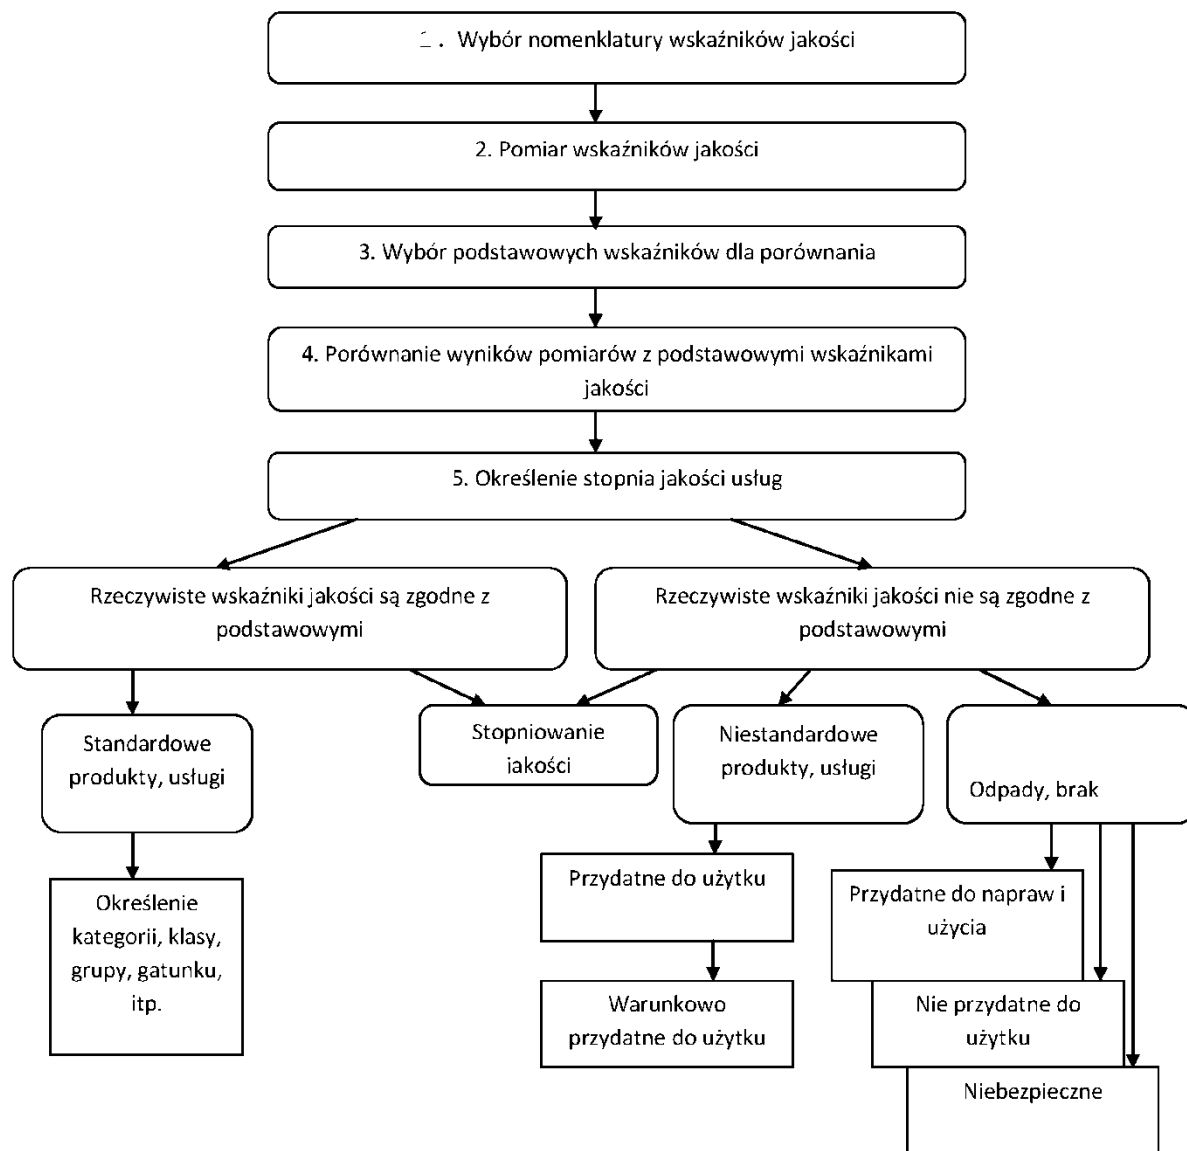 1. Wybór nomenklatury wskaźników jakości
2. Pomiar wskaźników jakości
3. Wybór podstawowych wskaźników dla porównania
4. Porównanie wyników pomiarów z podstawowymi wskaźnikami
jakości
5. Określenie stopnia jakości usług
Rzeczywiste wskaźniki jakości są zgodne z
podstawowymi
Rzeczywiste wskaźniki jakości nie są zgodne z
podstawowymi
Standardowe
produkty, usługi
Stopniowanie
jakości
Niestandardowe
produkty, usługi
Odpady, brak
Określenie
kategorii, klasy,
grupy, gatunku,
itp.
Przydatne do użytku
Warunkowo
przydatne do użytku
Przydatne do napraw i
użycia
Nie przydatne do
użytku
Niebezpieczne